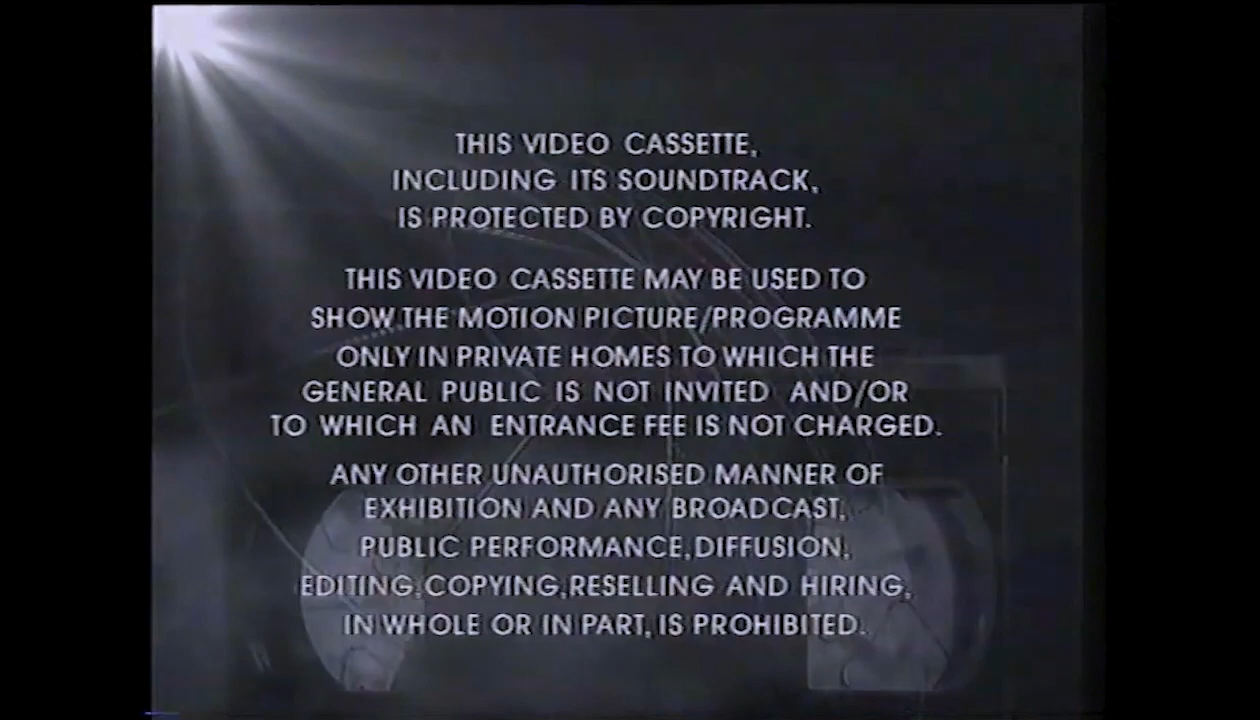 THIS VIDEO CASSETTE,
INCLUDING ITS SOUNDTRACK,
IS PROTECTED BY COPYRIGHT.
THIS VIDEO CASSETTE MAY BE USED TO
SHOW THE MOTION PICTURE/PROGRAMME
ONLY IN PRIVATE HOMES TO WHICH THE
GENERAL PUBLIC IS NOT INVITED AND/OR
TO WHICH AN ENTRANCE FEE IS NOT CHARGED.
ANY OTHER UNAUTHORISED MANNER OF
EXHIBITION AND ANY BROADCAST,
PUBLIC PERFORMANCE, DIFFUSION,
EDITING, COPYING, RESELLING AND HIRING,
IN WHOLE OR IN PART, IS PROHIBITED.